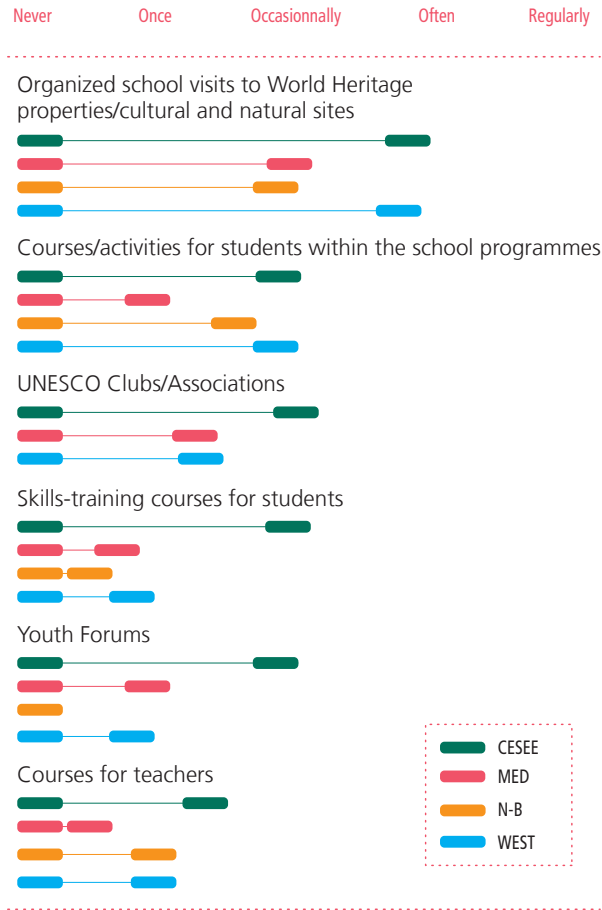 Never Once Occasionnally Often Regularly
Organized school visits to World Heritage
properties/cultural and natural sites
Courses/activities for students within the school programmes
UNESCO Clubs/Associations
Skills-training courses for students
Youth Forums
CESEE
MED
N-B
WEST
Courses for teachers